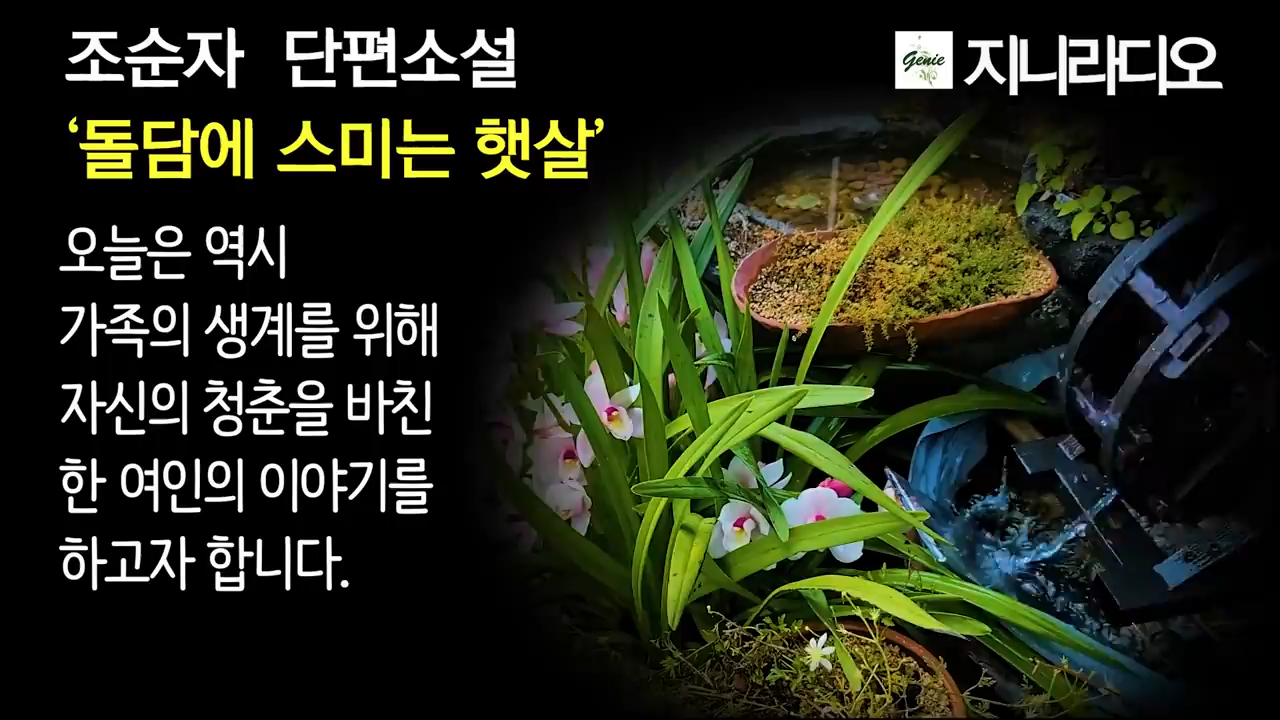 조순자 단편소설
Genie
지니라디오
‘돌담에 스미는 햇살’
오늘은 역시
가족의 생계를 위해
자신의 청춘을 바친
한 여인의 이야기를
하고자 합니다.